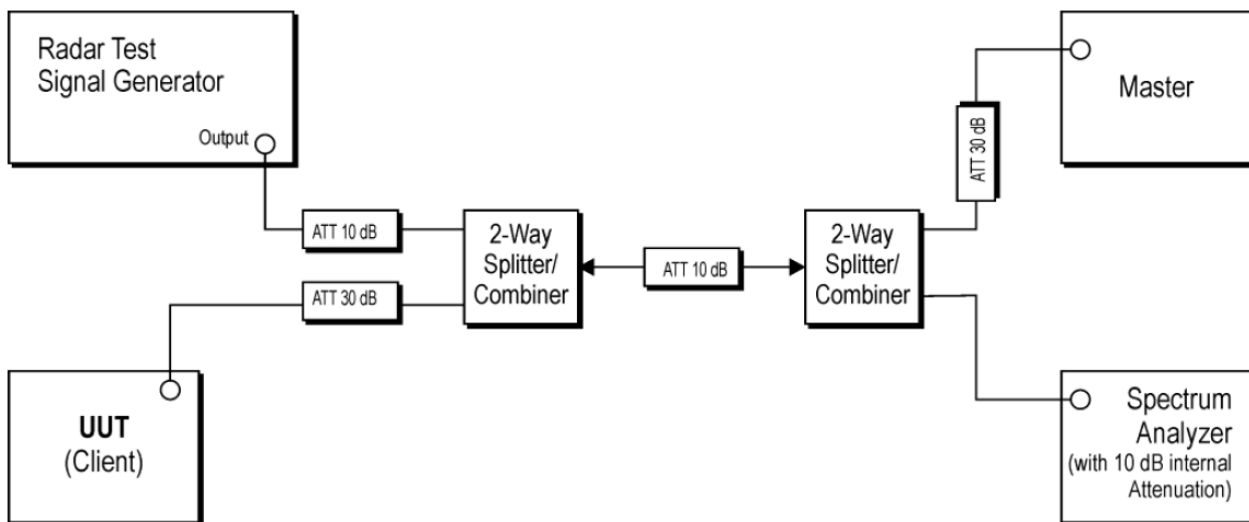 Radar Test
Signal Generator
Output
Master
ATT 30 dB
ATT 10 dB
2-Way
Splitter/
Combiner
ATT 10 dB
2-Way
Splitter/
Combiner
ATT 30 dB
UUT
(Client)
Spectrum
Analyzer
(with 10 dB internal
Attenuation)